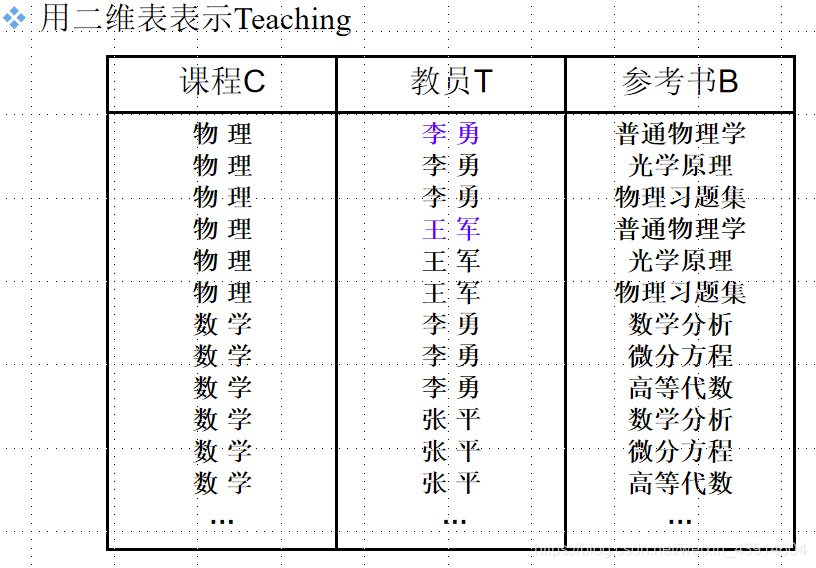 用二维表表示Teaching
课程C 教员T 参考书B
物 理 李 勇 普通物理学
物 理 李 勇 光学原理
物 理 李 勇 物理习题集
物 理 王 军 普通物理学
物 理 王 军 光学原理
物 理 王 军 物理习题集
数 学 李 勇 数学分析
数 学 李 勇 微分方程
数 学 李 勇 高等代数
数 学 张 平 数学分析
数 学 张 平 微分方程
数 学 张 平 高等代数
... ... ...